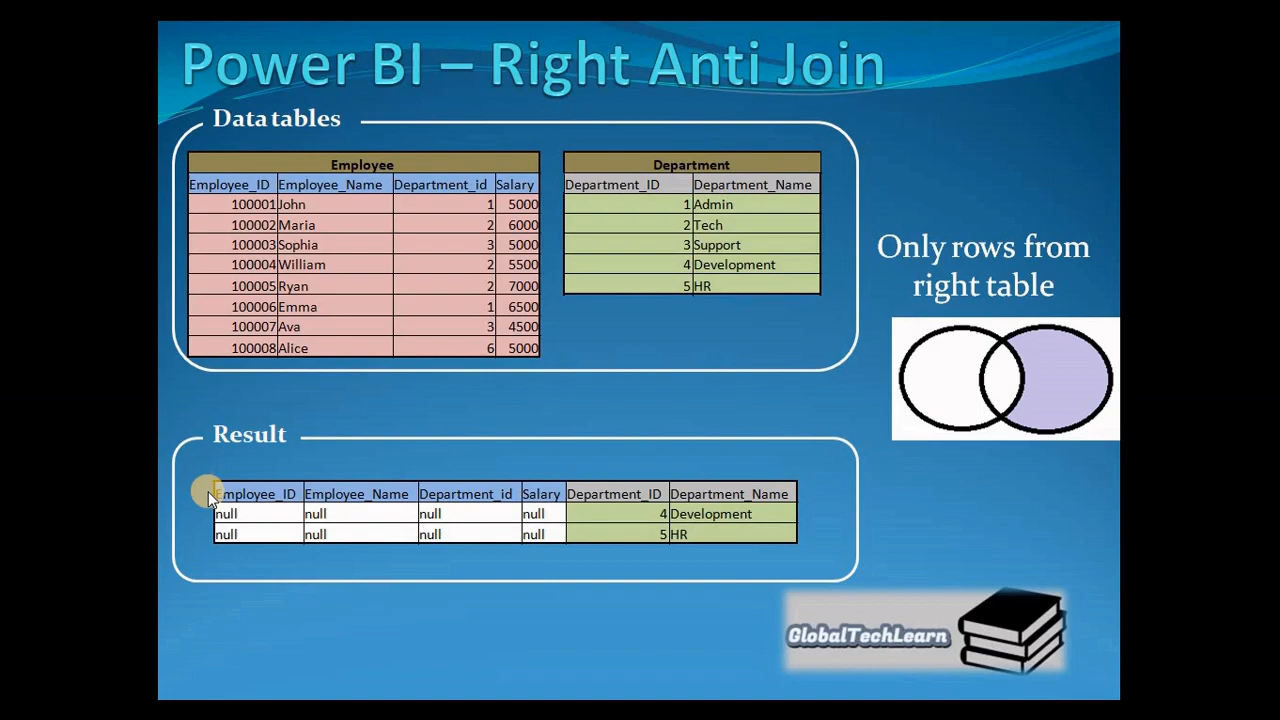 Power BI – Right Anti Join
Data tables
Employee
Employee_ID Employee_Name Department_id Salary
100001 John 1 5000
100002 Maria 2 6000
100003 Sophia 3 5000
100004 William 2 5500
100005 Ryan 2 7000
100006 Emma 1 6500
100007 Ava 3 4500
100008 Alice 6 5000
Department
Department_ID Department_Name
1 Admin
2 Tech
3 Support
4 Development
5 HR
Only rows from
right table
Result
Employee_ID Employee_Name Department_id Salary Department_ID Department_Name
null null null null 4 Development
null null null null 5 HR
GlobalTechLearn